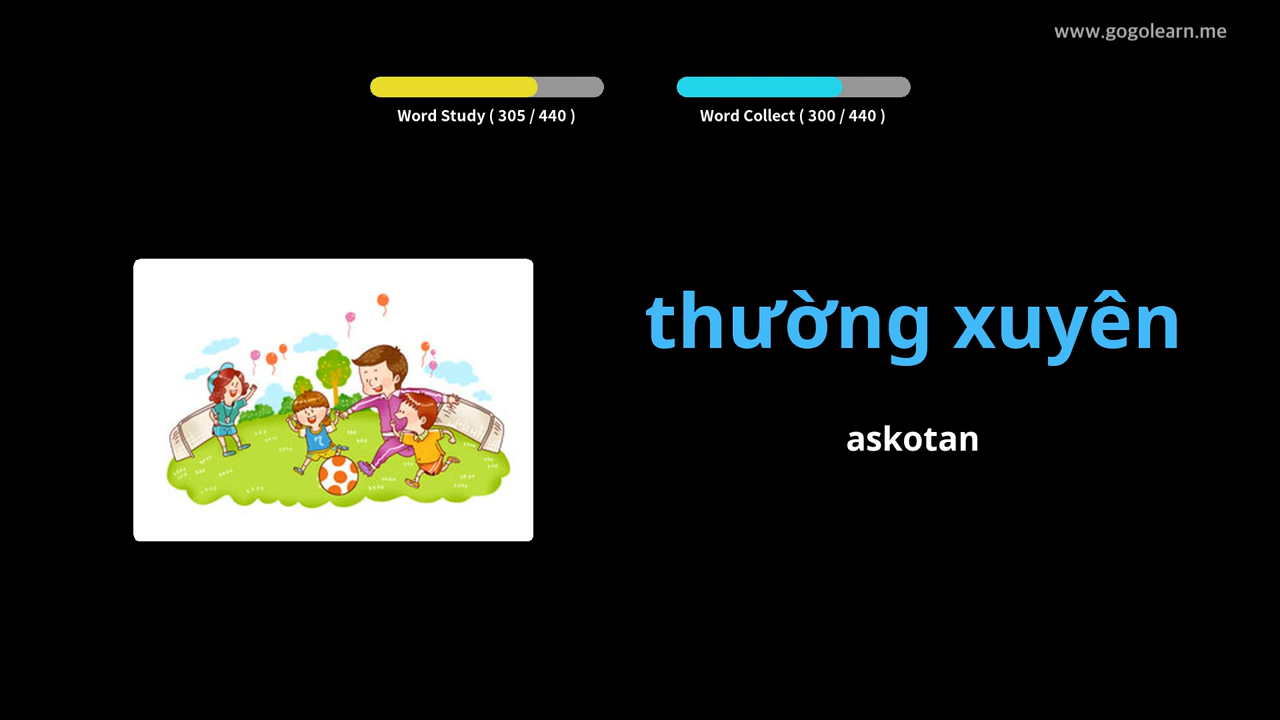 www.gogolearn.me
Word Study ( 305 / 440 )
Word Collect ( 300 / 440 )
thường xuyên
askotan